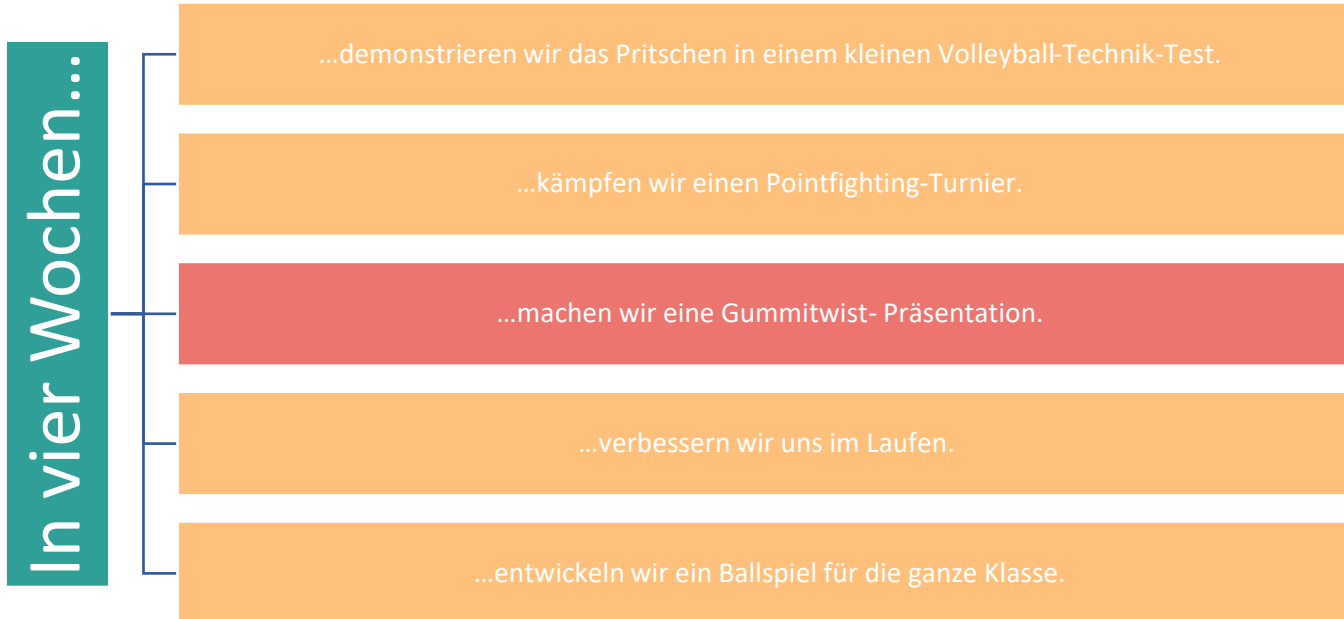 In vier Wochen...
...demonstrieren wir das Pritschen in einem kleinen Volleyball-Technik-Test.
...kämpfen wir einen Pointfighting-Turnier.
...machen wir eine Gummitwist- Präsentation.
...verbessern wir uns im Laufen.
...entwickeln wir ein Ballspiel für die ganze Klasse.